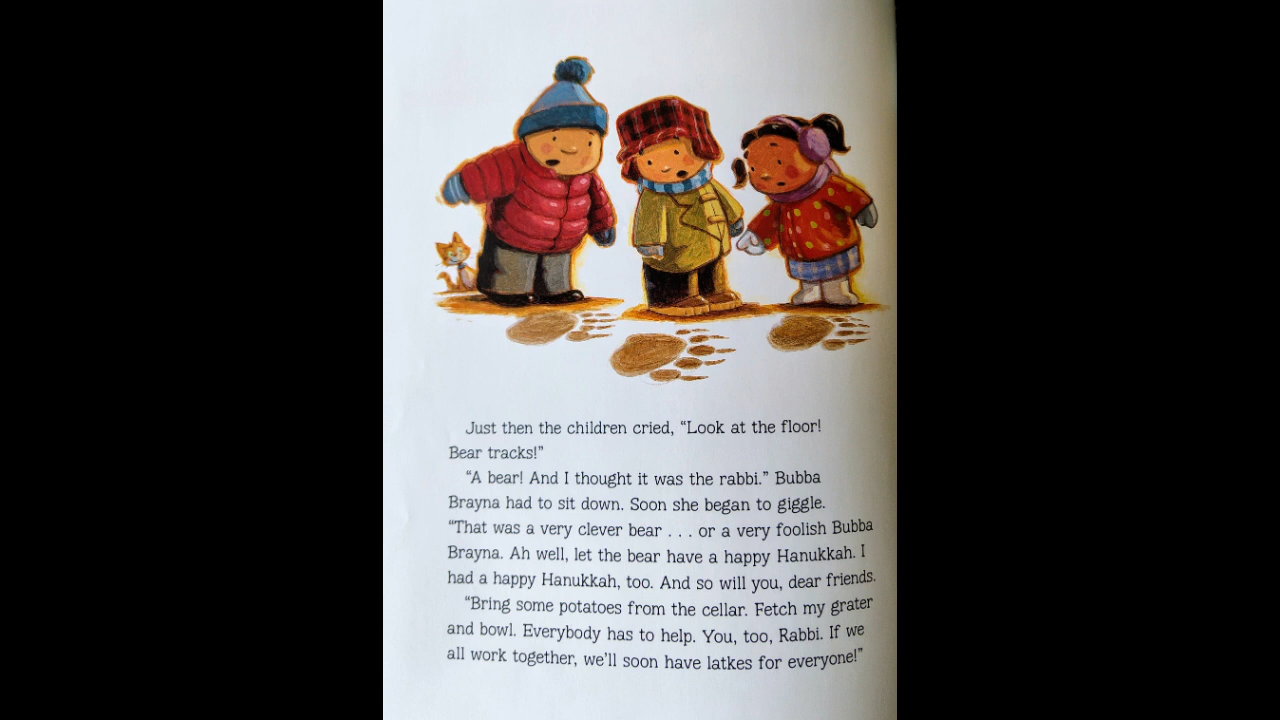 Just then the children cried, “Look at the floor!
Bear tracks!”
“A bear! And I thought it was the rabbi.” Bubba
Brayna had to sit down. Soon she began to giggle.
“That was a very clever bear . . . or a very foolish Bubba
Brayna. Ah well, let the bear have a happy Hanukkah. I
had a happy Hanukkah, too. And so will you, dear friends.
“Bring some potatoes from the cellar. Fetch my grater
and bowl. Everybody has to help. You, too, Rabbi. If we
all work together, we’ll soon have latkes for everyone!”